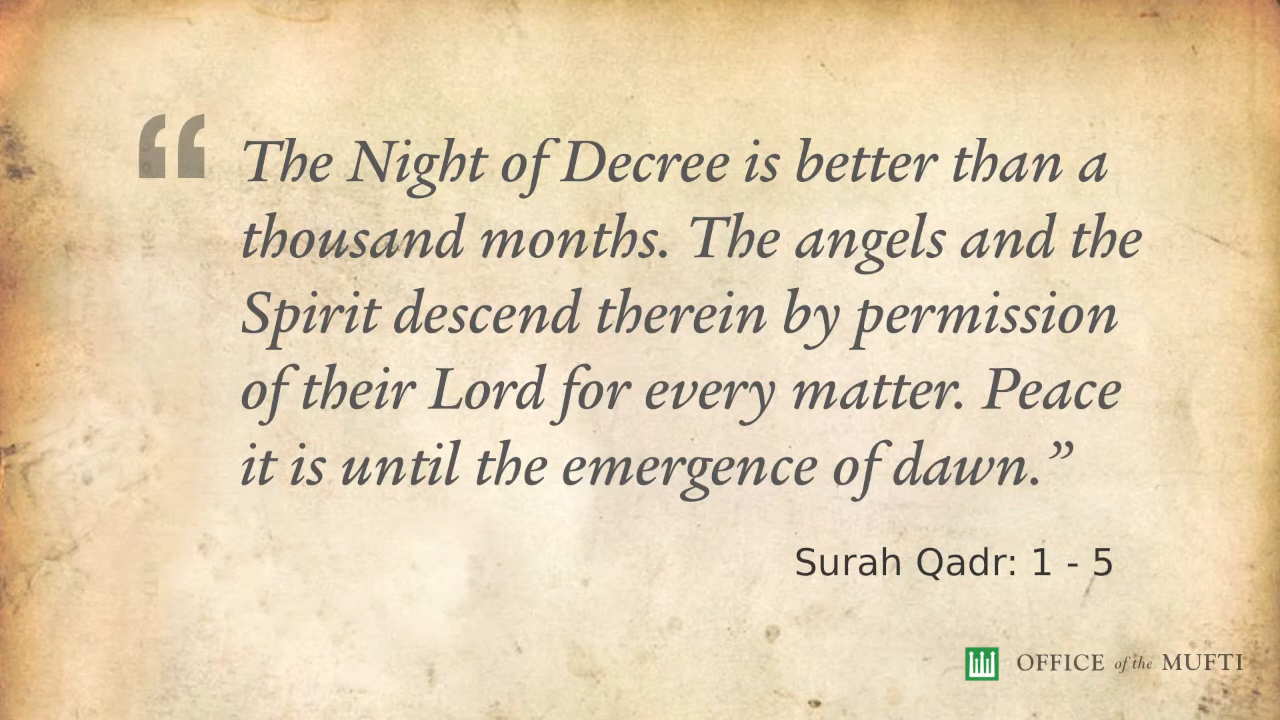 “ The Night of Decree is better than a
thousand months. The angels and the
Spirit descend therein by permission
of their Lord for every matter. Peace
it is until the emergence of dawn.”
Surah Qadr: 1 - 5
OFFICE of the MUFTI